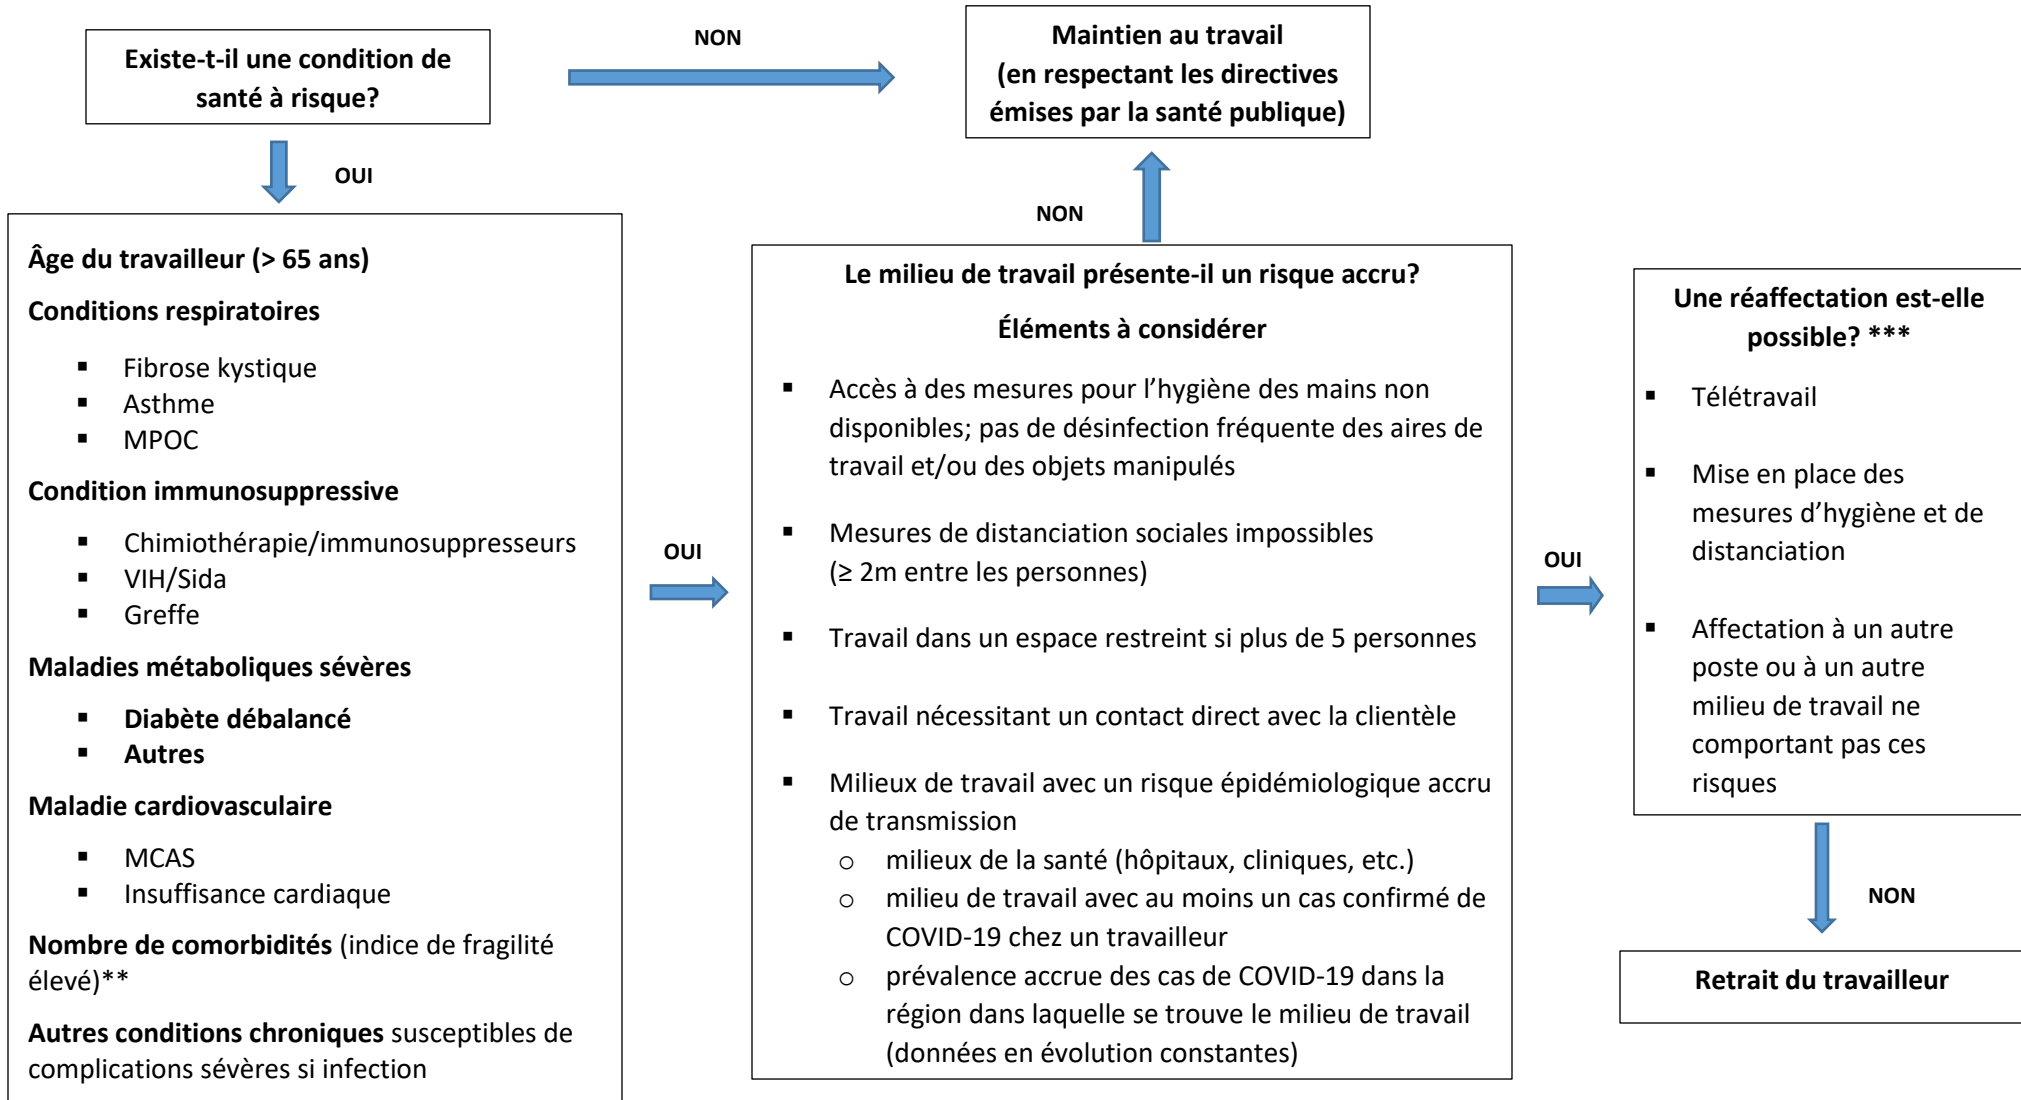 Existe-t-il une condition de
santé à risque?
NON
Maintien au travail
(en respectant les directives
émises par la santé publique)
OUI
NON
Âge du travailleur (> 65 ans)
Conditions respiratoires
▪ Fibrose kystique
▪ Asthme
▪ MPOC
Condition immunosuppressive
▪ Chimiothérapie/immunosuppresseurs
▪ VIH/Sida
▪ Greffe
Maladies métaboliques sévères
▪ Diabète débalancé
▪ Autres
Maladie cardiovasculaire
▪ MCAS
▪ Insuffisance cardiaque
Nombre de comorbidités (indice de fragilité
élevé)**
Autres conditions chroniques susceptibles de
complications sévères si infection
OUI
Le milieu de travail présente-il un risque accru?
Éléments à considérer
▪ Accès à des mesures pour l’hygiène des mains non
disponibles; pas de désinfection fréquente des aires de
travail et/ou des objets manipulés
▪ Mesures de distanciation sociales impossibles
(≥ 2m entre les personnes)
▪ Travail dans un espace restreint si plus de 5 personnes
▪ Travail nécessitant un contact direct avec la clientèle
▪ Milieux de travail avec un risque épidémiologique accru
de transmission
o milieux de la santé (hôpitaux, cliniques, etc.)
o milieu de travail avec au moins un cas confirmé de
COVID-19 chez un travailleur
o prévalence accrue des cas de COVID-19 dans la
région dans laquelle se trouve le milieu de travail
(données en évolution constantes)
OUI
Une réaffectation est-elle
possible? ***
▪ Télétravail
▪ Mise en place des
mesures d’hygiène et de
distanciation
▪ Affectation à un autre
poste ou à un autre
milieu de travail ne
comportant pas ces
risques
NON
Retrait du travailleur